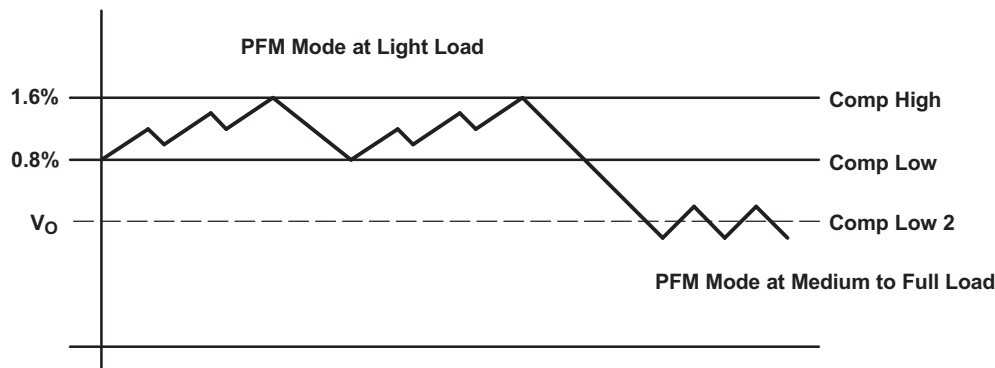 PFM Mode at Light Load
1.6%
Comp High
0.8%
Comp Low
VO
Comp Low 2
PFM Mode at Medium to Full Load